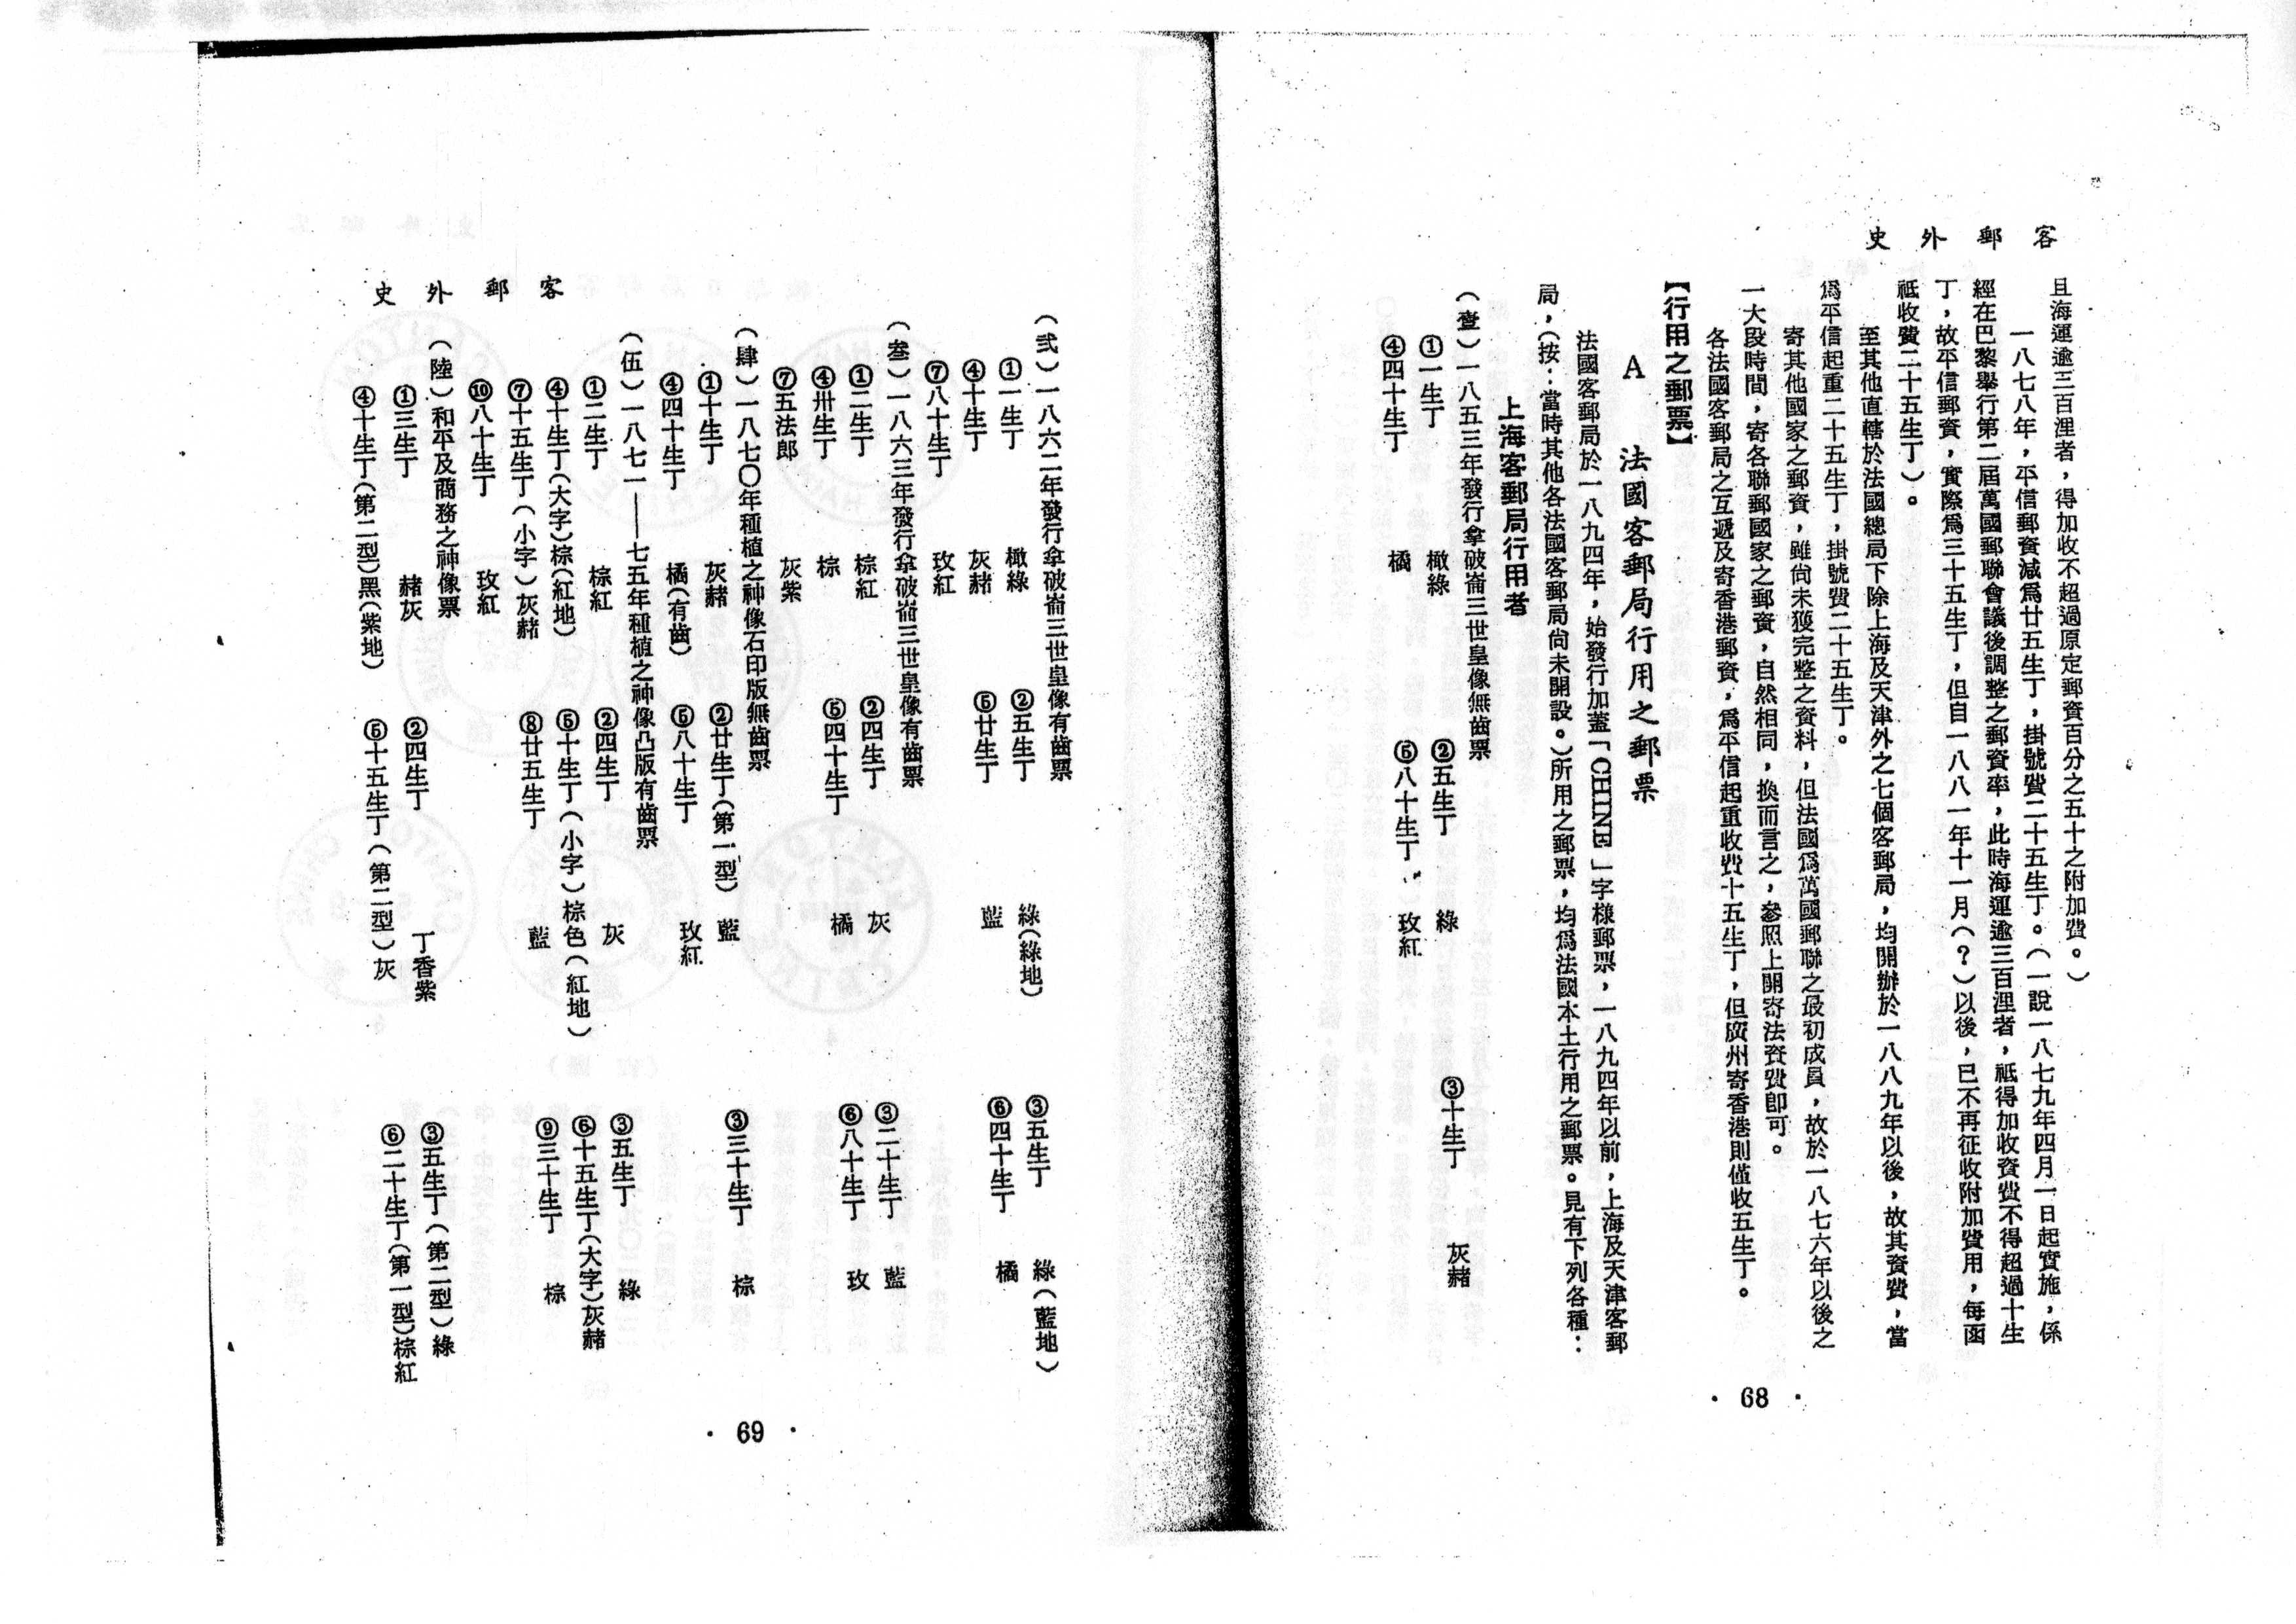 客郵外史
且海運逾三百浬者，得加收不超過原定郵資百分之五十之附加費。）
一八七八年，平信郵資減爲廿五生丁，掛號費二十五生丁。（一說一八七九年四月一日起實施，係
經在巴黎舉行第二屆萬國郵聯會議後調整之郵資率，此時海運逾三百浬者，祗得加收資費不得超過十生
丁，故平信郵資，實際爲三十五生丁，但自一八八一年十一月（？）以後，已不再征收附加費用，每函
祗收費二十五生丁）。
至其他直轄於法國總局下除上海及天津外之七個客郵局，均開辦於一八八九年以後，故其資費，當
爲平信起重二十五生丁，掛號費二十五生丁。
寄其他國家之郵資，雖尙未獲完整之資料，但法國爲萬國郵聯之最初成員，故於一八七六年以後之
一大段時間，寄各聯郵國家之郵資，自然相同，換而言之，參照上開寄法資費卽可。
各法國客郵局之互遞及寄香港郵資，爲平信起重收費十五生丁，但廣州寄香港則僅收五生丁。
【行用之郵票】
A 法國客郵局行用之郵票
法國客郵局於一八九四年，始發行加蓋「CHINE」字樣郵票，一八九四年以前，上海及天津客郵
局，（按：當時其他各法國客郵局尙未開設。）所用之郵票，均爲法國本土行用之郵票。見有下列各種：
上海客郵局行用者
（壹）一八五三年發行拿破崙三世皇像無齒票
①一生丁 橄綠 ②五生丁 綠 ③十生丁 灰赭
④四十生丁 橘 ⑤八十生丁 玫紅
· 68 ·
（弍）一八六二年發行拿破崙三世皇像有齒票
①一生丁 橄綠 ②五生丁 綠（綠地） ③五生丁 綠（藍地）
④十生丁 灰赭 ⑤廿生丁 藍 ⑥四十生丁 橘
⑦八十生丁 玫紅
（叁）一八六三年發行拿破崙三世皇像有齒票
①二生丁 棕紅 ②四生丁 灰 ③二十生丁 藍
④卅生丁 棕 ⑤四十生丁 橘 ⑥八十生丁 玫
⑦五法郎 灰紫
（肆）一八七〇年種植之神像石印版無齒票
①十生丁 灰赭 ②廿生丁（第一型） 藍 ③三十生丁 棕
④四十生丁 橘（有齒） ⑤八十生丁 玫紅
（伍）一八七一——七五年種植之神像凸版有齒票
①二生丁 棕紅 ②四生丁 灰 ③五生丁 綠
④十生丁（大字）棕（紅地） ⑤十生丁（小字）棕色（紅地） ⑥十五生丁（大字）灰赭
⑦十五生丁（小字）灰赭 ⑧廿五生丁 藍 ⑨三十生丁 棕
⑩八十生丁 玫紅
（陸）和平及商務之神像票
①三生丁 赭灰 ②四生丁 丁香紫 ③五生丁（第二型）綠
④十生丁（第二型）黑（紫地） ⑤十五生丁（第二型）灰 ⑥二十生丁（第一型）棕紅
客郵外史
· 69 ·